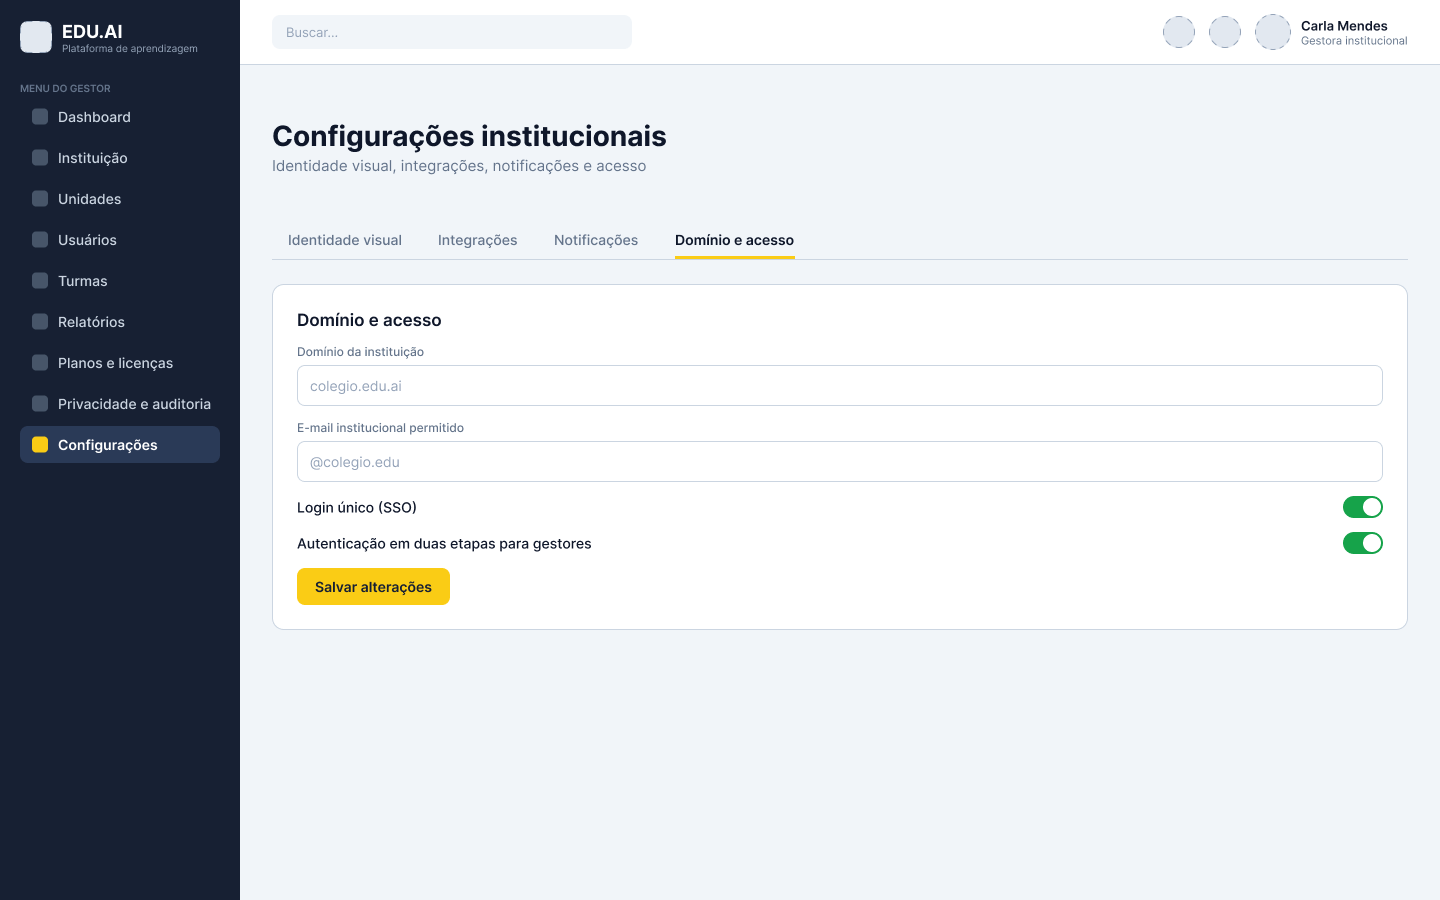 EDU.AI
Plataforma de aprendizagem
MENU DO GESTOR
Dashboard
Instituição
Unidades
Usuários
Turmas
Relatórios
Planos e licenças
Privacidade e auditoria
Configurações
Buscar...
Carla Mendes
Gestora institucional
Configurações institucionais
Identidade visual, integrações, notificações e acesso
Identidade visual
Integrações
Notificações
Domínio e acesso
Domínio e acesso
Domínio da instituição
colegio.edu.ai
E-mail institucional permitido
@colegio.edu
Login único (SSO)
Autenticação em duas etapas para gestores
Salvar alterações